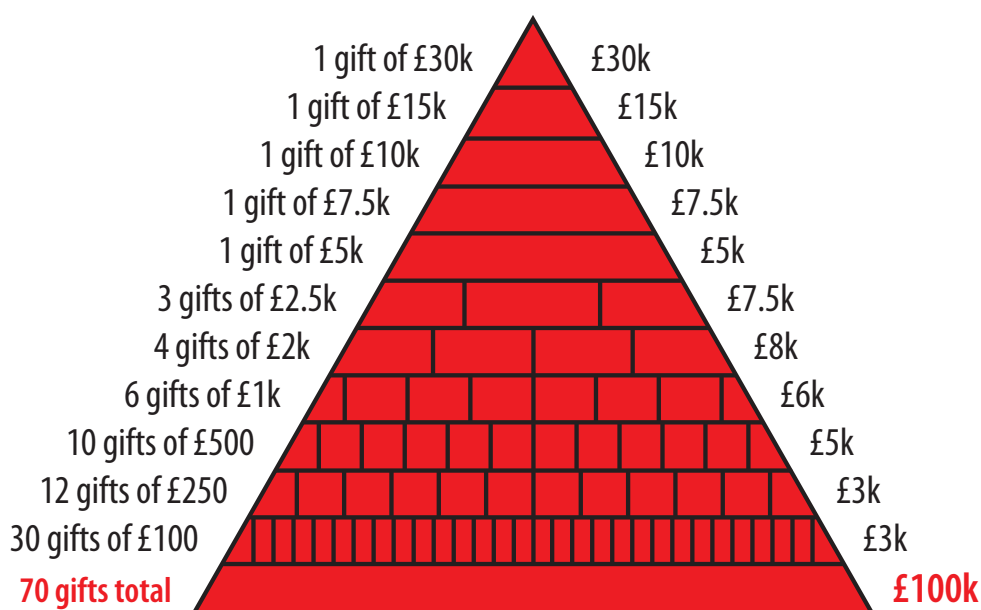 1 gift of £30k £30k
1 gift of £15k £15k
1 gift of £10k £10k
1 gift of £7.5k £7.5k
1 gift of £5k £5k
3 gifts of £2.5k £7.5k
4 gifts of £2k £8k
6 gifts of £1k £6k
10 gifts of £500 £5k
12 gifts of £250 £3k
30 gifts of £100 £3k
70 gifts total £100k